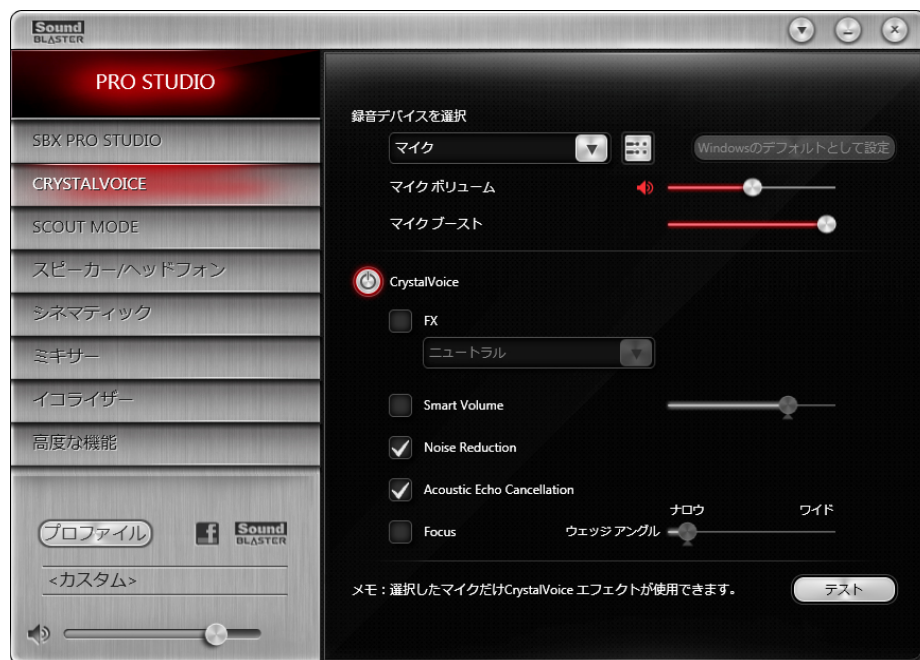 Sound
BLASTER
PRO STUDIO
SBX PRO STUDIO
CRYSTALVOICE
SCOUT MODE
スピーカー/ヘッドフォン
シネマティック
ミキサー
イコライザー
高度な機能
プロファイル
f
Sound
BLASTER
<カスタム>
録音デバイスを選択
マイク
Windowsのデフォルトとして設定
マイク ボリューム
マイク ブースト
CrystalVoice
FX
ニュートラル
Smart Volume
Noise Reduction
Acoustic Echo Cancellation
ナロウ ワイド
Focus ウェッジ アングル
メモ：選択したマイクだけCrystalVoice エフェクトが使用できます。
テスト